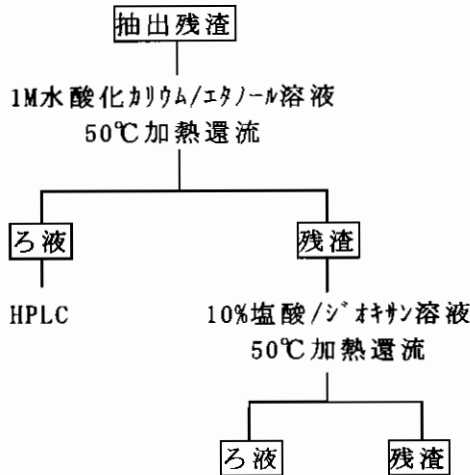 抽出残渣
1M水酸化ｶﾘｳﾑ/ｴﾀﾉｰﾙ溶液
50℃加熱還流
ろ液
残渣
HPLC
10%塩酸/ｼﾞｵｷｻﾝ溶液
50℃加熱還流
ろ液
残渣